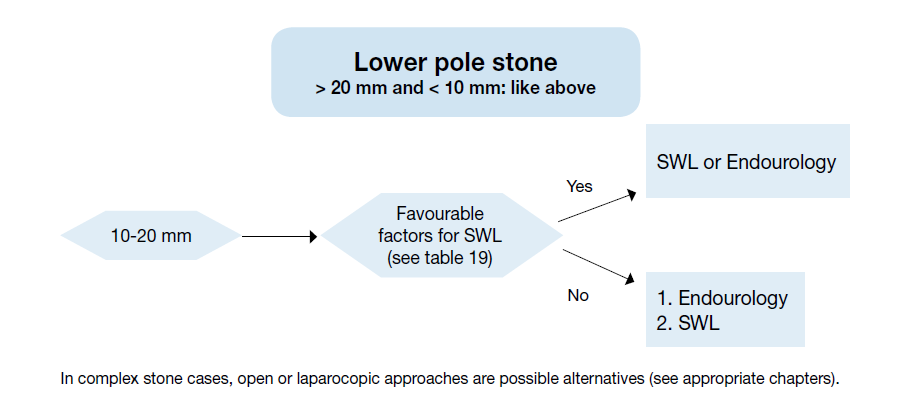 Lower pole stone
> 20 mm and < 10 mm: like above
SWL or Endourology
Yes
10-20 mm
Favourable
factors for SWL
(see table 19)
No
1. Endourology
2. SWL
In complex stone cases, open or laparocopic approaches are possible alternatives (see appropriate chapters).